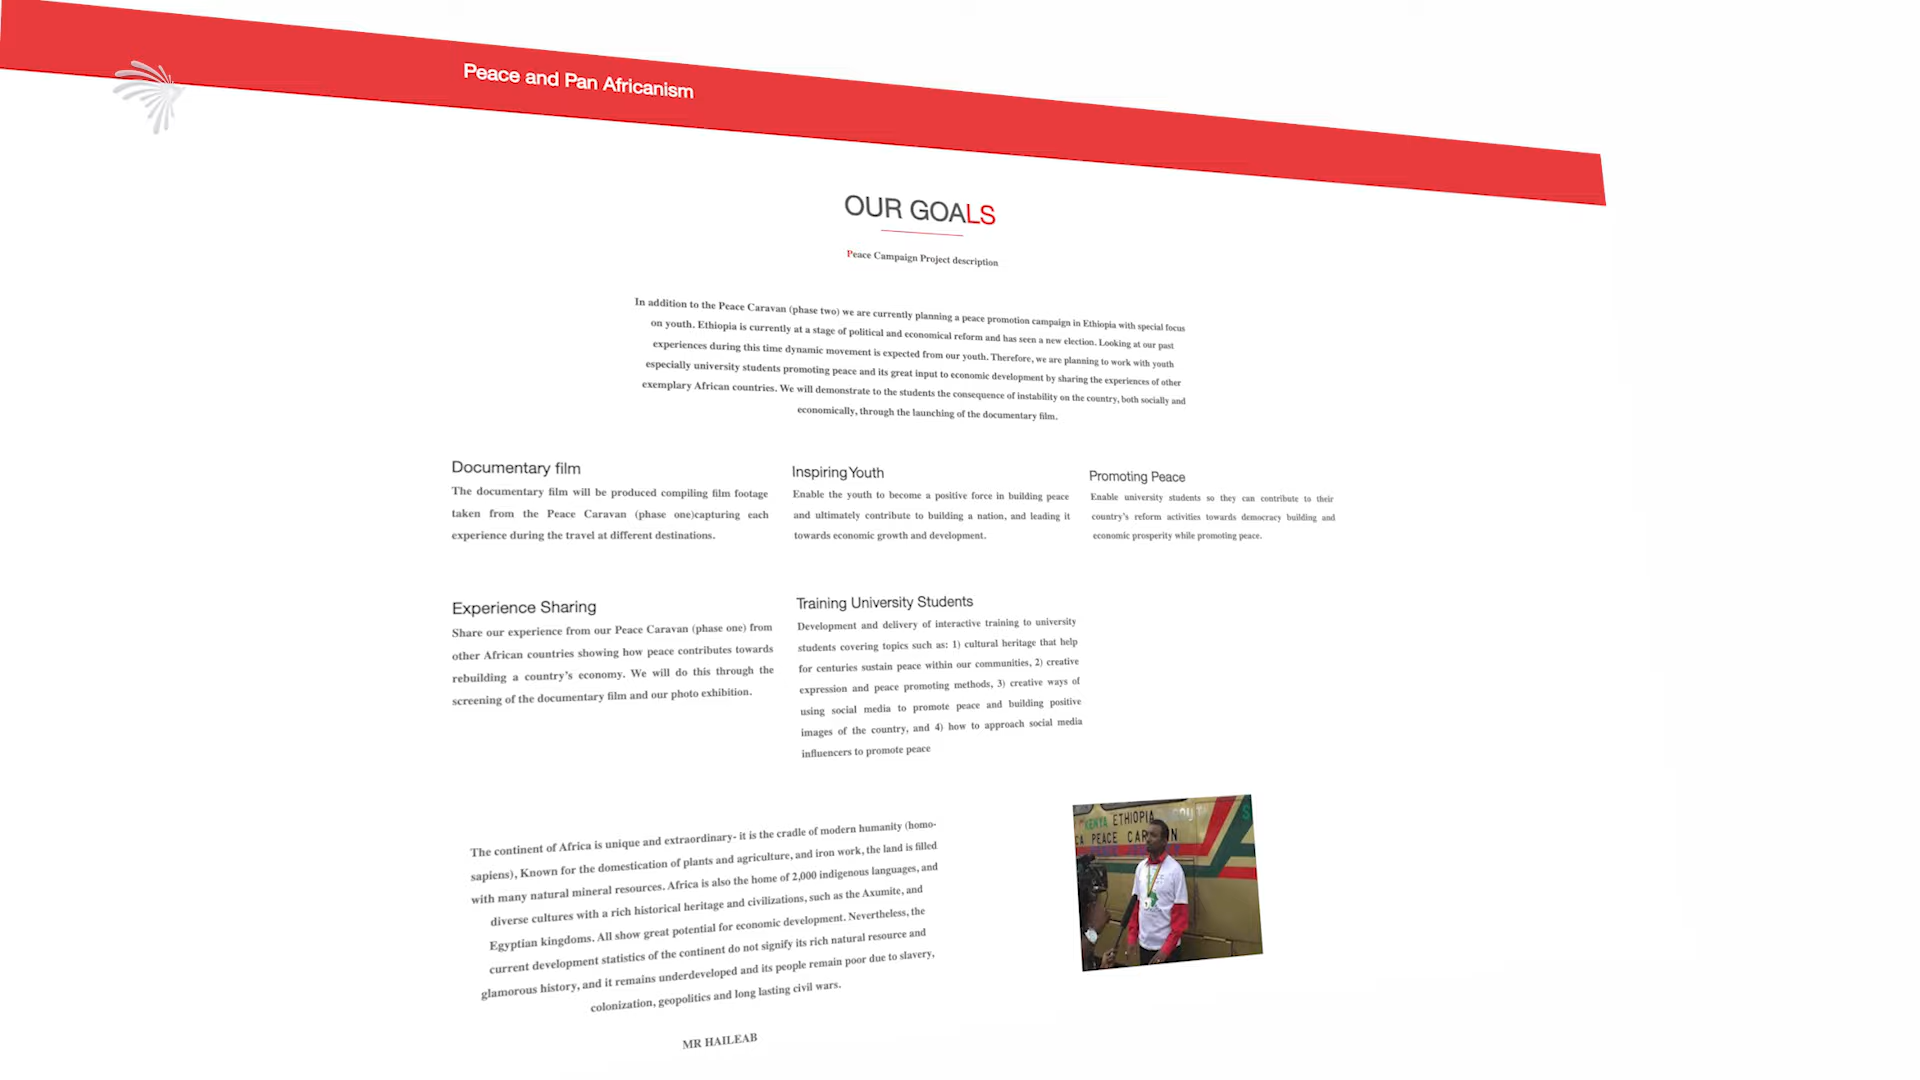 Peace and Pan Africanism
OUR GOALS
Peace Campaign Project description
In addition to the Peace Caravan (phase two) we are currently planning a peace promotion campaign in Ethiopia with special focus
on youth. Ethiopia is currently at a stage of political and economical reform and has seen a new election. Looking at our past
experiences during this time dynamic movement is expected from our youth. Therefore, we are planning to work with youth
especially university students promoting peace and its great input to economic development by sharing the experiences of other
exemplary African countries. We will demonstrate to the students the consequence of instability on the country, both socially and
economically, through the launching of the documentary film.
Documentary film
The documentary film will be produced compiling film footage
taken from the Peace Caravan (phase one)capturing each
experience during the travel at different destinations.
Inspiring Youth
Enable the youth to become a positive force in building peace
and ultimately contribute to building a nation, and leading it
towards economic growth and development.
Promoting Peace
Enable university students so they can contribute to their
country's reform activities towards democracy building and
economic prosperity while promoting peace.
Experience Sharing
Share our experience from our Peace Caravan (phase one) from
other African countries showing how peace contributes towards
rebuilding a country's economy. We will do this through the
screening of the documentary film and our photo exhibition.
Training University Students
Development and delivery of interactive training to university
students covering topics such as: 1) cultural heritage that help
for centuries sustain peace within our communities, 2) creative
expression and peace promoting methods, 3) creative ways of
using social media to promote peace and building positive
images of the country, and 4) how to approach social media
influencers to promote peace
The continent of Africa is unique and extraordinary- it is the cradle of modern humanity (homo-
sapiens), Known for the domestication of plants and agriculture, and iron work, the land is filled
with many natural mineral resources. Africa is also the home of 2,000 indigenous languages, and
diverse cultures with a rich historical heritage and civilizations, such as the Axumite, and
Egyptian kingdoms. All show great potential for economic development. Nevertheless, the
current development statistics of the continent do not signify its rich natural resource and
glamorous history, and it remains underdeveloped and its people remain poor due to slavery,
colonization, geopolitics and long lasting civil wars.
MR HAILEAB
KENYA ETHIOPIA
PEACE